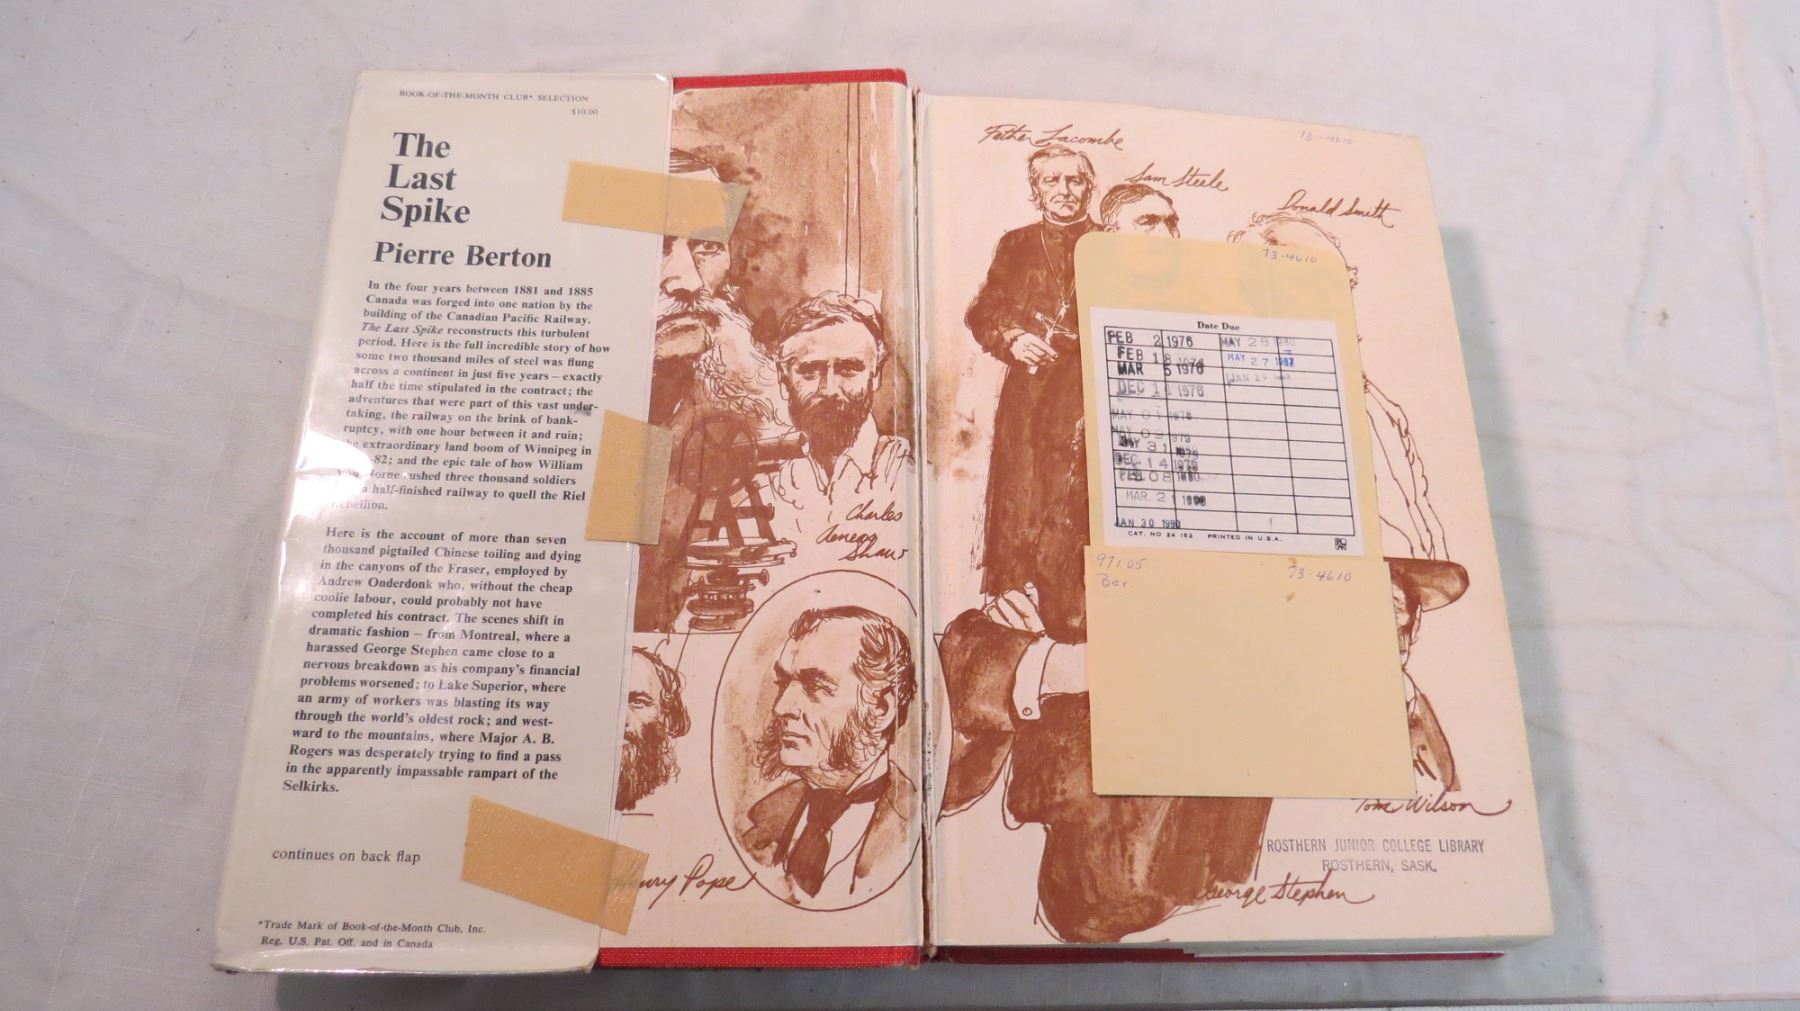 BOOK-OF-THE-MONTH CLUB* SELECTION
$10.00
The
Last
Spike
Pierre Berton
In the four years between 1881 and 1885
Canada was forged into one nation by the
building of the Canadian Pacific Railway.
The Last Spike reconstructs this turbulent
period. Here is the full incredible story of how
some two thousand miles of steel was flung
across a continent in just five years – exactly
half the time stipulated in the contract; the
adventures that were part of this vast under-
taking, the railway on the brink of bank-
ruptcy, with one hour between it and ruin;
extraordinary land boom of Winnipeg in
82; and the epic tale of how William
three thousand soldiers
a half-finished railway to quell the Riel
Here is the account of more than seven
thousand pigtailed Chinese toiling and dying
in the canyons of the Fraser, employed by
Andrew Onderdonk who, without the cheap
coolie labour, could probably not have
completed his contract. The scenes shift in
dramatic fashion – from Montreal, where a
harassed George Stephen came close to a
nervous breakdown as his company's financial
problems worsened; to Lake Superior, where
an army of workers was blasting its way
through the world's oldest rock; and west-
ward to the mountains, where Major A. B.
Rogers was desperately trying to find a pass
in the apparently impassable rampart of the
Selkirks.
continues on back flap
*Trade Mark of Book-of-the-Month Club, Inc.
Reg. U.S. Pat. Off. and in Canada
Charles
Shaw
Pope
Father Lacombe
73-4610
Sam Steele
Donald Smith
73-4610
Date Due
FEB 2 1976 MAY 28
FEB 18 1976 MAY 27 1987
MAR 5 1976 JAN
DEC 1 1976
MAY 01
MAY 03 1979
MAY 31 1979
DEC 14 1979
FEB 08 1980
MAR. 2
JAN 30 1990
CAT. NO 24 162 PRINTED IN U.S.A.
971.05 73-4610
Ber.
Tom Wilson
ROSTHERN JUNIOR COLLEGE LIBRARY
ROSTHERN, SASK.
George Stephen